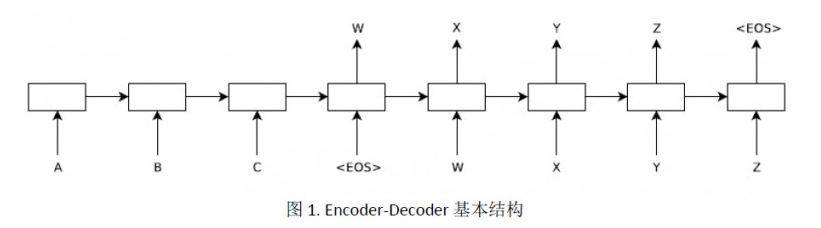 W X Y Z <EOS>
A B C <EOS> W X Y Z
图 1. Encoder-Decoder 基本结构